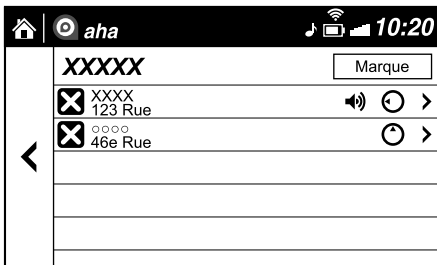 aha 10:20
XXXXX Marque
XXXX
123 Rue
○○○○
46e Rue